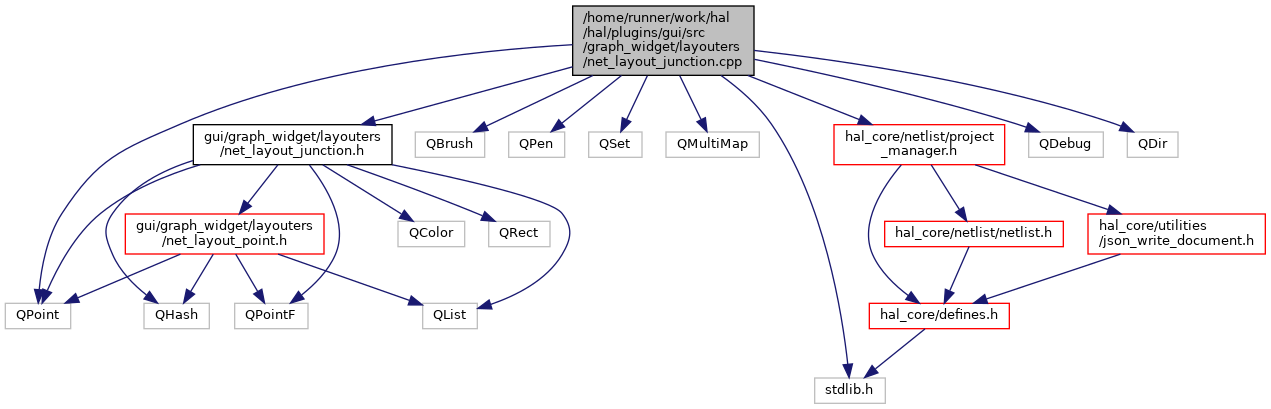 /home/runner/work/hal
/hal/plugins/gui/src
/graph_widget/layouters
/net_layout_junction.cpp
gui/graph_widget/layouters
/net_layout_junction.h
QBrush
QPen
QSet
QMultiMap
hal_core/netlist/project
_manager.h
QDebug
QDir
gui/graph_widget/layouters
/net_layout_point.h
QColor
QRect
hal_core/netlist/netlist.h
hal_core/utilities
/json_write_document.h
QPoint
QHash
QPointF
QList
hal_core/defines.h
stdlib.h